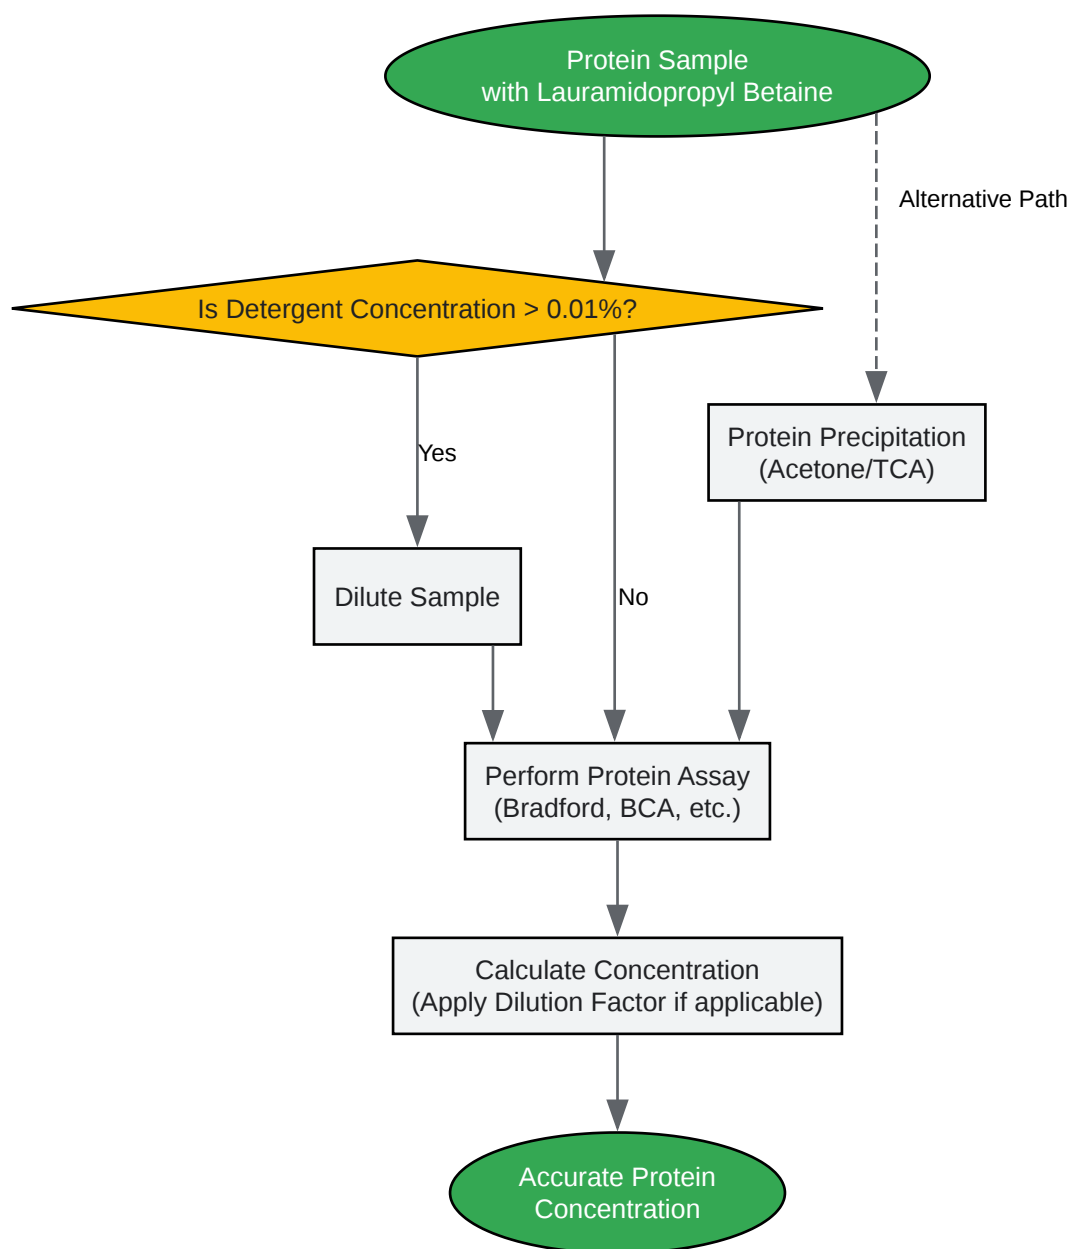 Protein Sample
with Lauramidopropyl Betaine
Alternative Path
Is Detergent Concentration > 0.01%?
Yes
Protein Precipitation
(Acetone/TCA)
Dilute Sample
No
Perform Protein Assay
(Bradford, BCA, etc.)
Calculate Concentration
(Apply Dilution Factor if applicable)
Accurate Protein
Concentration